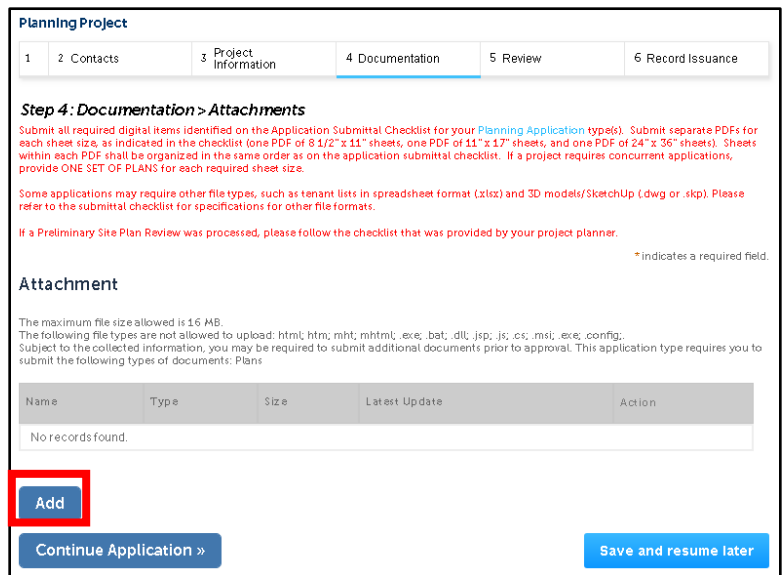 Planning Project
1
2 Contacts
3 Project Information
4 Documentation
5 Review
6 Record Issuance
Step 4: Documentation > Attachments
Submit all required digital items identified on the Application Submittal Checklist for your Planning Application type(s). Submit separate PDFs for
each sheet size, as indicated in the checklist (one PDF of 8 1/2" x 11" sheets, one PDF of 11" x 17" sheets, and one PDF of 24" x 36" sheets). Sheets
within each PDF shall be organized in the same order as on the application submittal checklist. If a project requires concurrent applications,
provide ONE SET OF PLANS for each required sheet size.
Some applications may require other file types, such as tenant lists in spreadsheet format (.xlsx) and 3D models/SketchUp (.dwg or .skp). Please
refer to the submittal checklist for specifications for other file formats.
If a Preliminary Site Plan Review was processed, please follow the checklist that was provided by your project planner.
* indicates a required field.
Attachment
The maximum file size allowed is 16 MB.
The following file types are not allowed to upload: html; htm; mht; mhtml; .exe; .bat; .dll; .jsp; .js; .cs; .msi; .exe; .config;.
Subject to the collected information, you may be required to submit additional documents prior to approval. This application type requires you to
submit the following types of documents: Plans
Name Type Size Latest Update Action
No records found.
Add
Continue Application »
Save and resume later